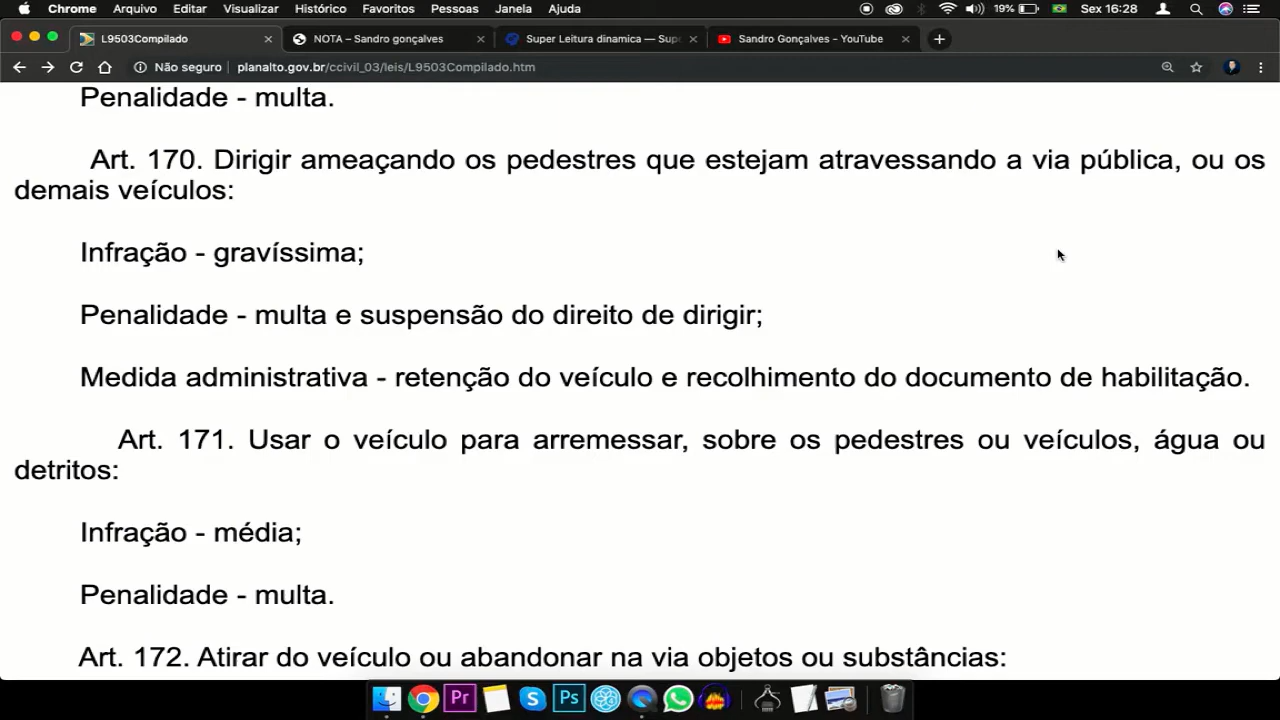 Chrome Arquivo Editar Visualizar Histórico Favoritos Pessoas Janela Ajuda 19% Sex 16:28
L9503Compilado NOTA – Sandro gonçalves Super Leitura dinamica — Sup Sandro Gonçalves - YouTube
Não seguro planalto.gov.br/ccivil_03/leis/L9503Compilado.htm
Penalidade - multa.
Art. 170. Dirigir ameaçando os pedestres que estejam atravessando a via pública, ou os
demais veículos:
Infração - gravíssima;
Penalidade - multa e suspensão do direito de dirigir;
Medida administrativa - retenção do veículo e recolhimento do documento de habilitação.
Art. 171. Usar o veículo para arremessar, sobre os pedestres ou veículos, água ou
detritos:
Infração - média;
Penalidade - multa.
Art. 172. Atirar do veículo ou abandonar na via objetos ou substâncias:
Pr S Ps